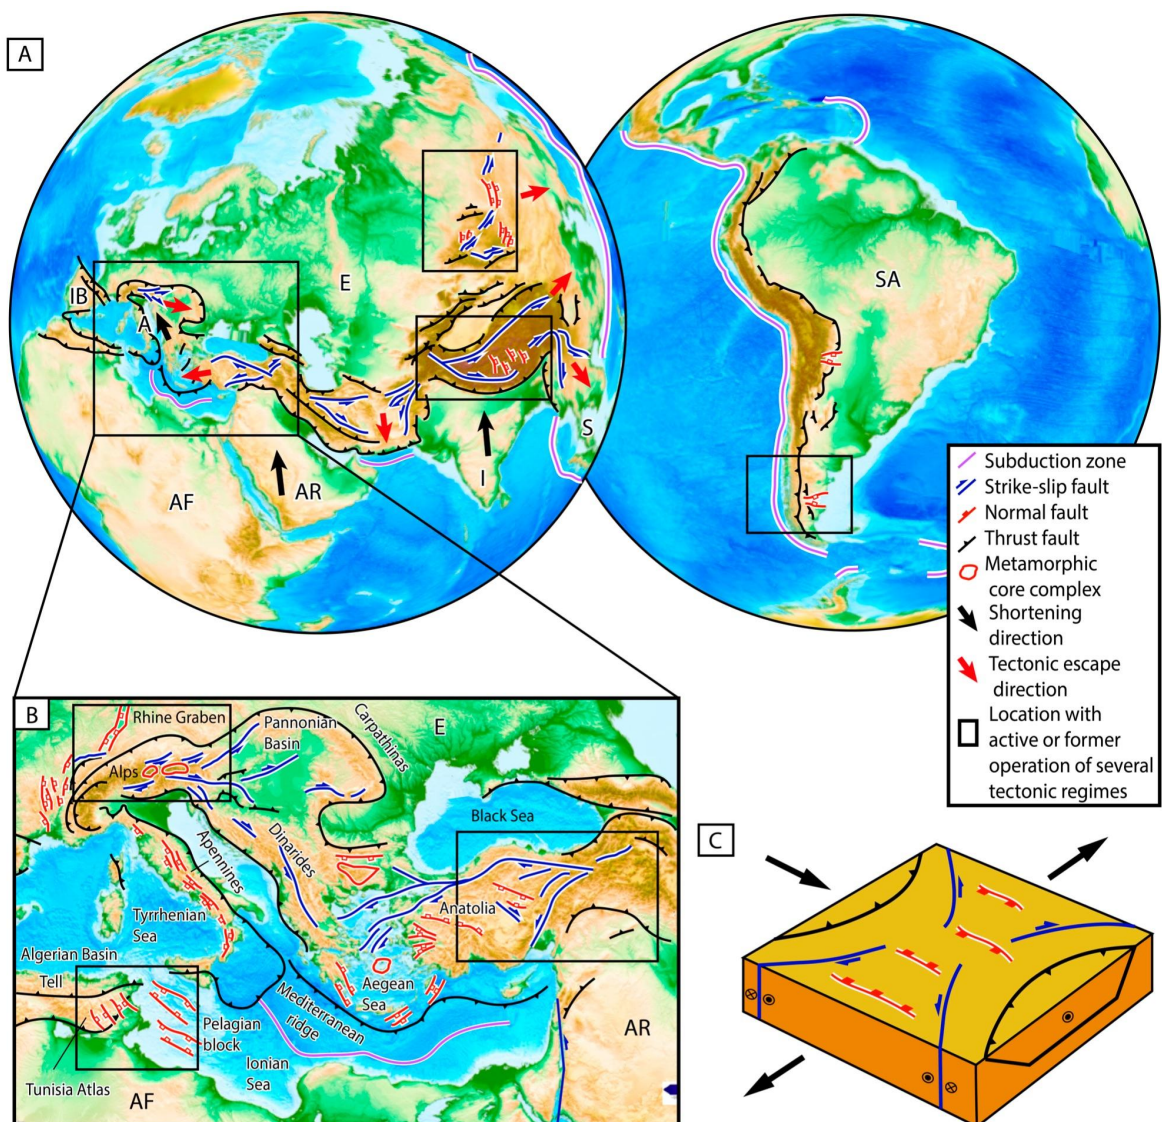 A
IB
A
E
AF
AR
I
S
SA
Subduction zone
Strike-slip fault
Normal fault
Thrust fault
Metamorphic
core complex
Shortening
direction
Tectonic escape
direction
Location with
active or former
operation of several
tectonic regimes
B
Rhine Graben
Pannonian
Basin
Carpathinas
E
Alps
Black Sea
Apennines
Dinarides
Anatolia
Tyrrhenian
Sea
Algerian Basin
Tell
Aegean
Sea
Mediterranean
ridge
Pelagian
block
Ionian
Sea
Tunisia Atlas
AF
AR
C